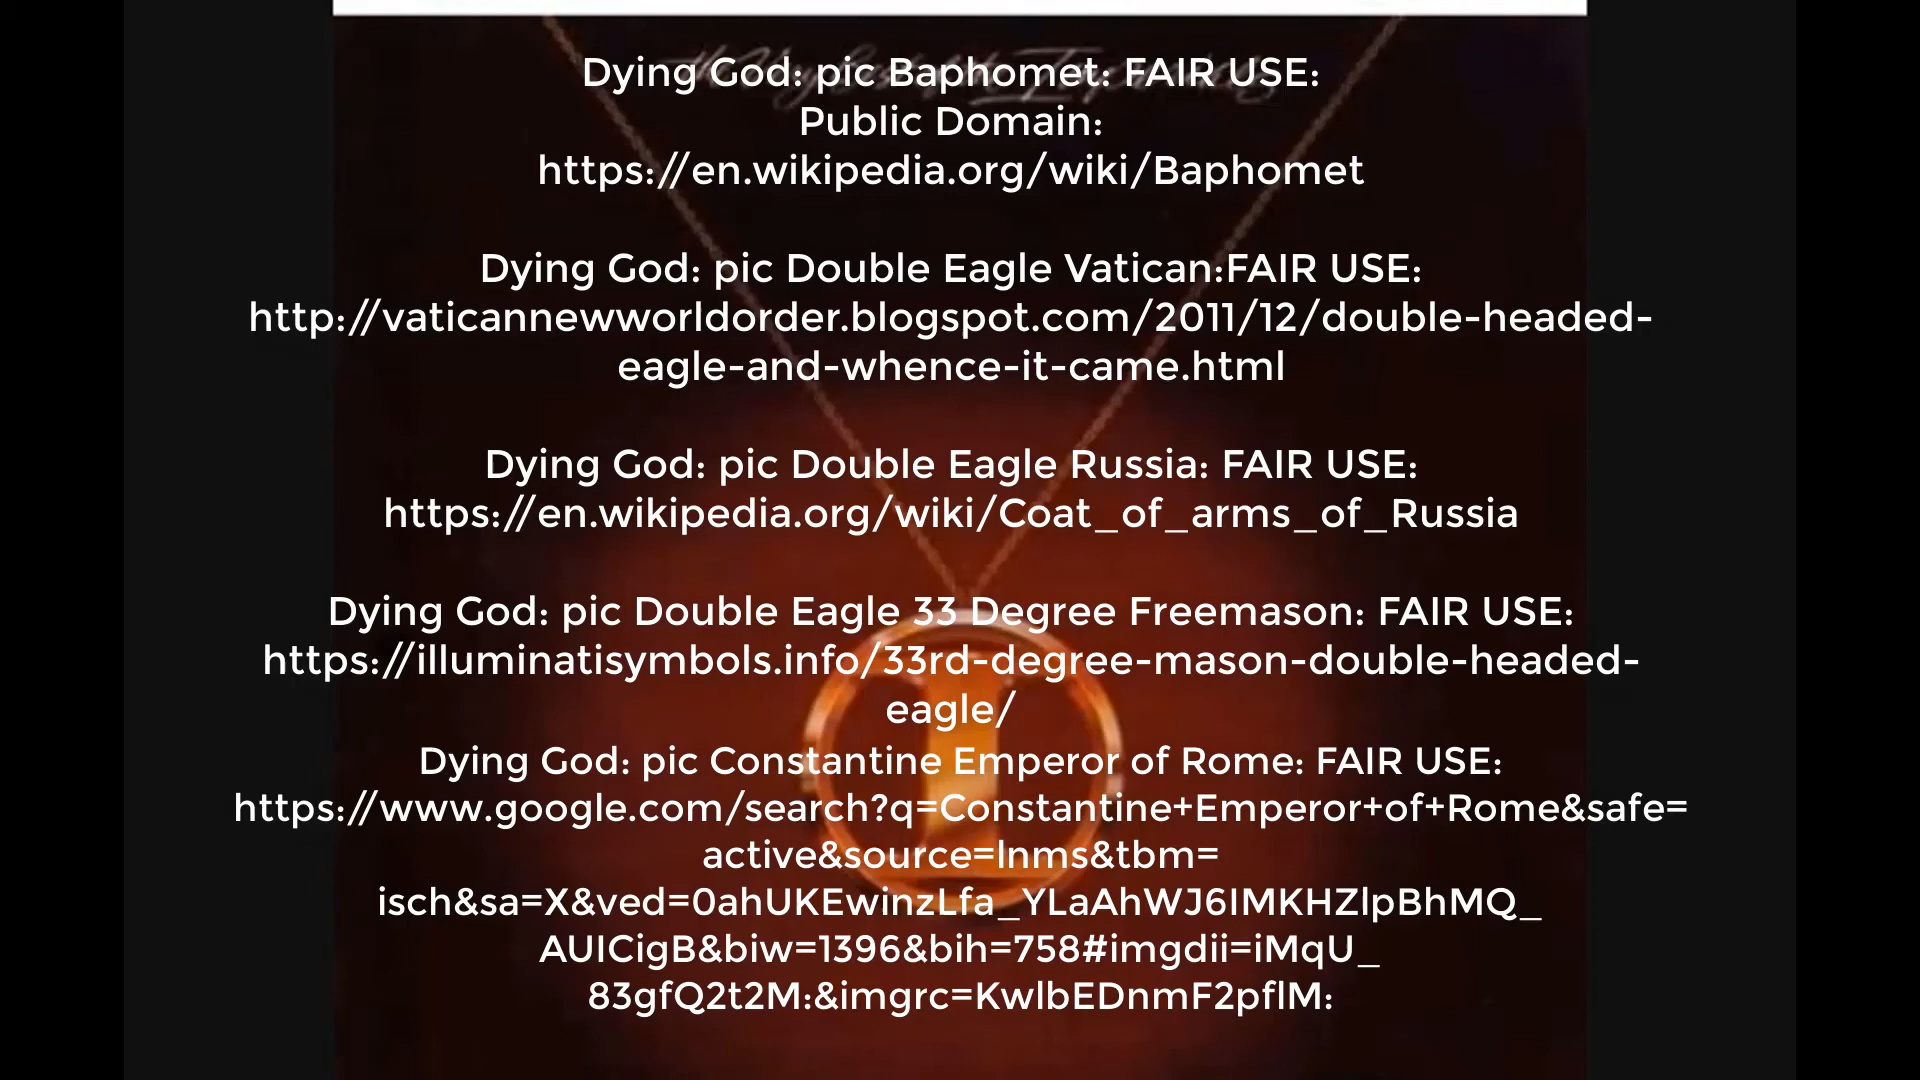 Dying God: pic Baphomet: FAIR USE:
Public Domain:
https://en.wikipedia.org/wiki/Baphomet
Dying God: pic Double Eagle Vatican:FAIR USE:
http://vaticannewworldorder.blogspot.com/2011/12/double-headed-
eagle-and-whence-it-came.html
Dying God: pic Double Eagle Russia: FAIR USE:
https://en.wikipedia.org/wiki/Coat_of_arms_of_Russia
Dying God: pic Double Eagle 33 Degree Freemason: FAIR USE:
https://illuminatisymbols.info/33rd-degree-mason-double-headed-
eagle/
Dying God: pic Constantine Emperor of Rome: FAIR USE:
https://www.google.com/search?q=Constantine+Emperor+of+Rome&safe=
active&source=lnms&tbm=
isch&sa=X&ved=0ahUKEwinzLfa_YLaAhWJ6IMKHZlpBhMQ_
AUICigB&biw=1396&bih=758#imgdii=iMqU_
83gfQ2t2M:&imgrc=KwlbEDnmF2pflM: